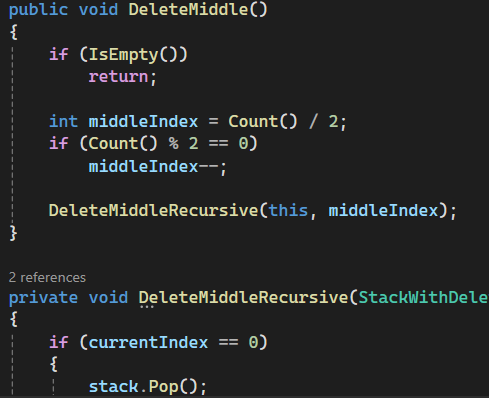 public void DeleteMiddle()
{
if (IsEmpty())
return;
int middleIndex = Count() / 2;
if (Count() % 2 == 0)
middleIndex--;
DeleteMiddleRecursive(this, middleIndex);
}
2 references
private void DeleteMiddleRecursive(StackWithDele
{
if (currentIndex == 0)
{
stack.Pop();